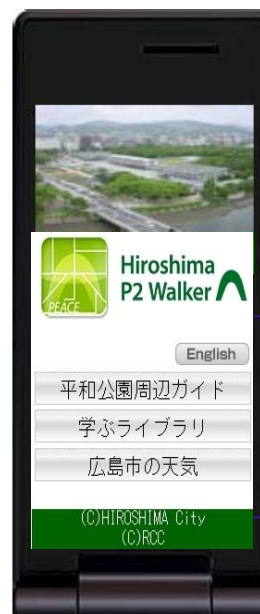 PEACE
Hiroshima
P2 Walker
English
平和公園周辺ガイド
学ぶライブラリ
広島市の天気
(C)HIROSHIMA City
(C)RCC